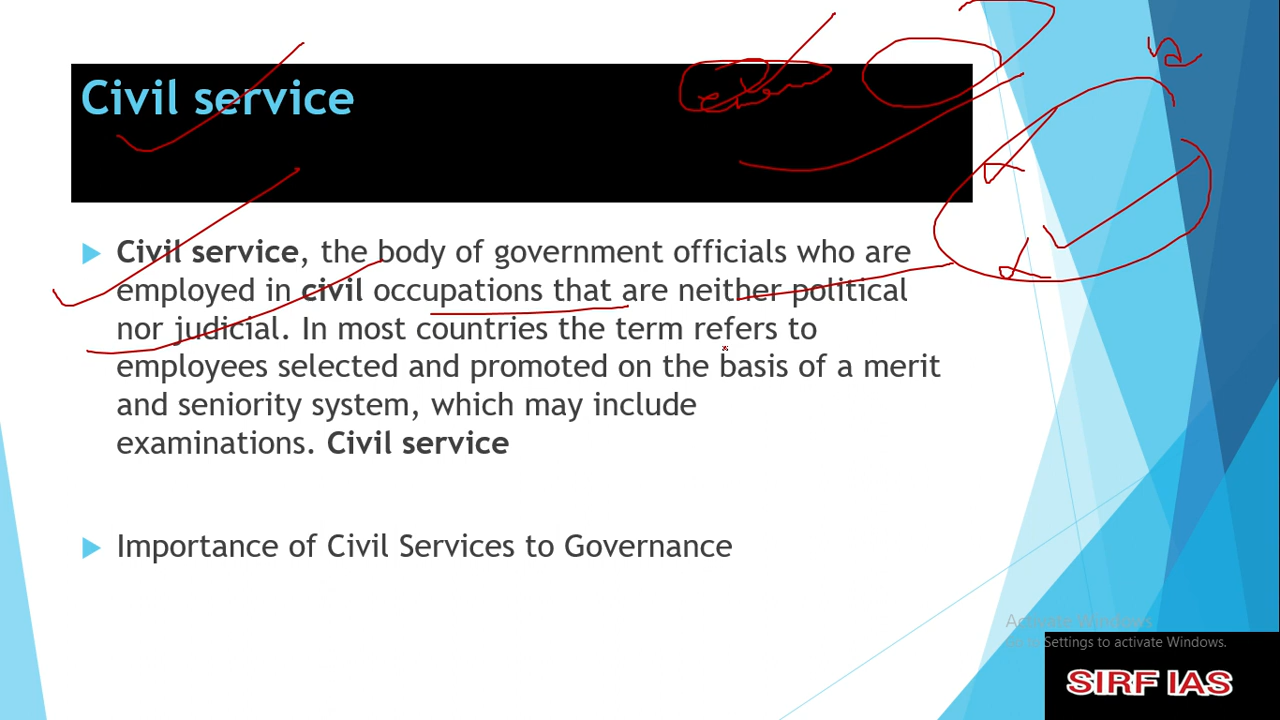 Civil service
Civil service, the body of government officials who are
employed in civil occupations that are neither political
nor judicial. In most countries the term refers to
employees selected and promoted on the basis of a merit
and seniority system, which may include
examinations. Civil service
Importance of Civil Services to Governance
Activate Windows
Settings to activate Windows.
SIRF IAS